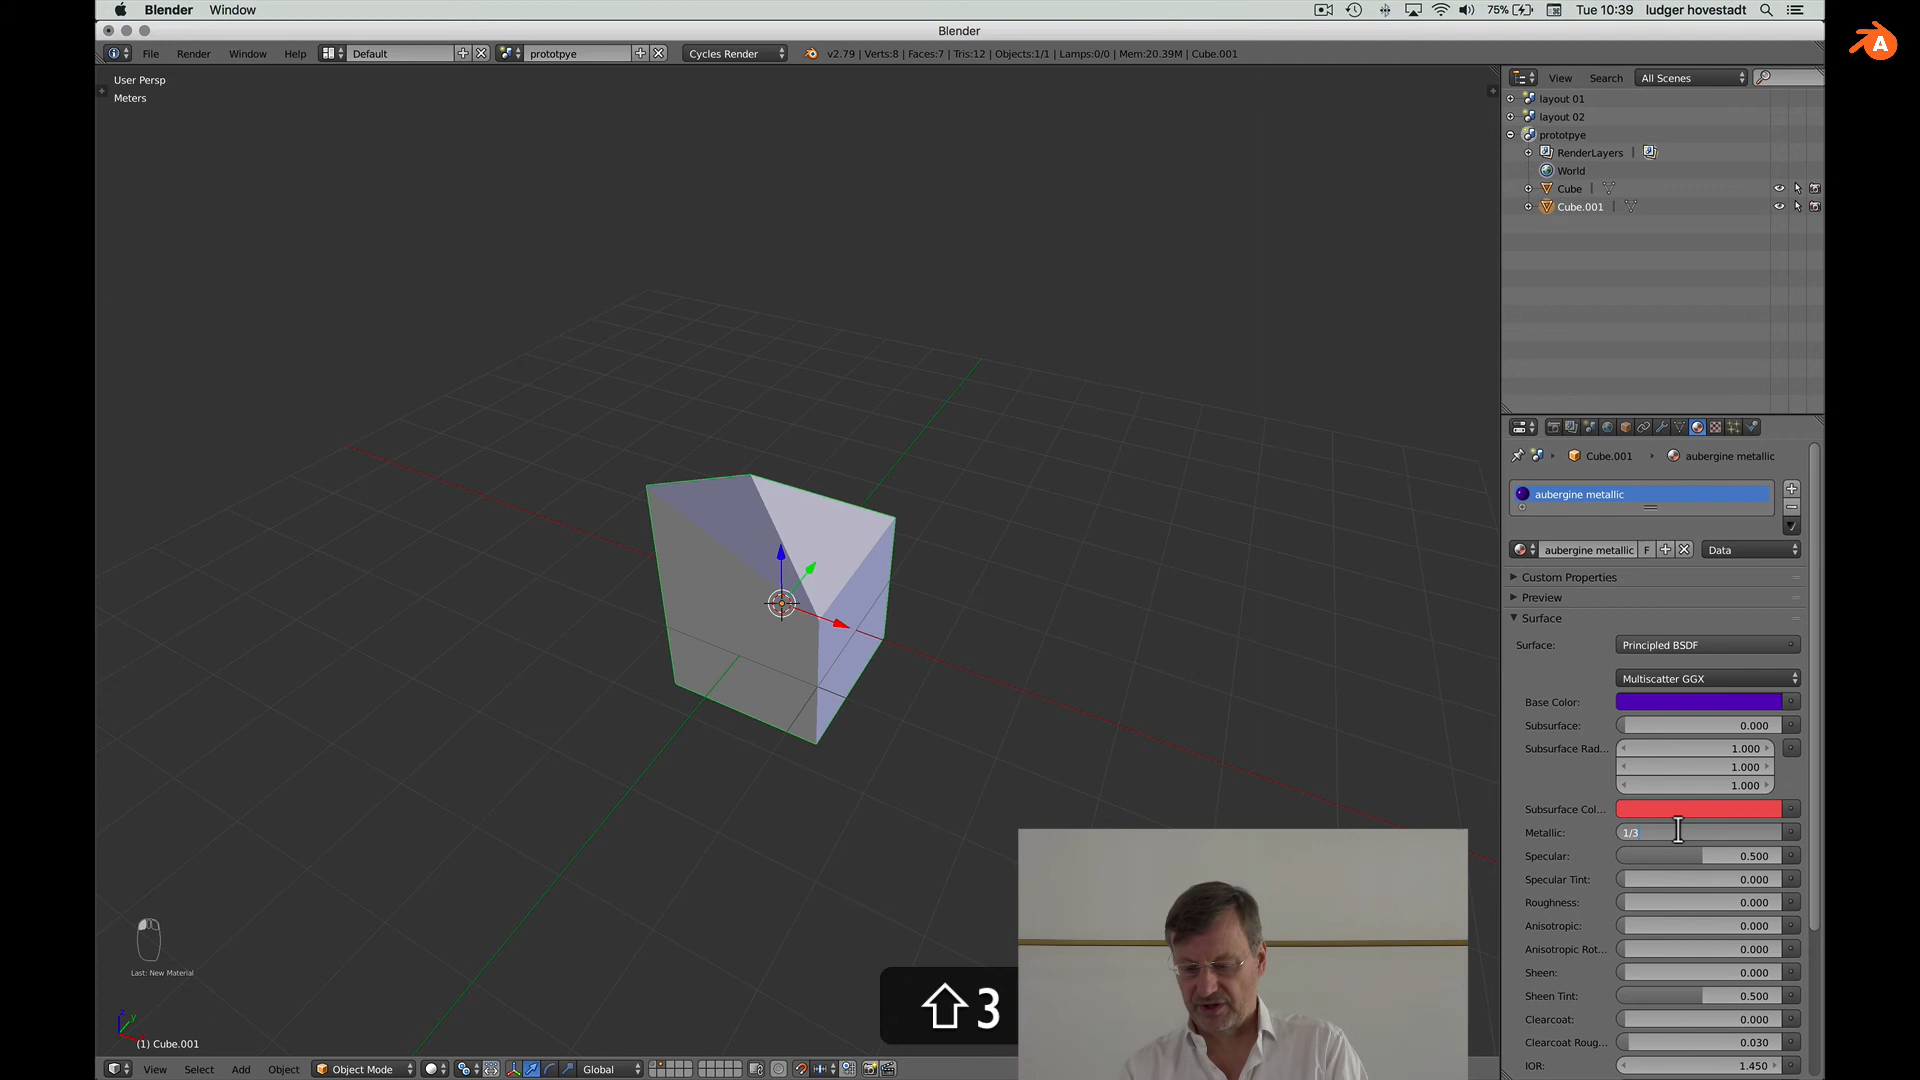 Blender Window 75% Tue 10:39 ludger hovestadt
Blender
File Render Window Help Default prototpye Cycles Render v2.79 | Verts:8 | Faces:7 | Tris:12 | Objects:1/1 | Lamps:0/0 | Mem:20.39M | Cube.001
User Persp
Meters
View Search All Scenes
layout 01
layout 02
prototpye
RenderLayers
World
Cube
Cube.001
Cube.001 aubergine metallic
aubergine metallic
aubergine metallic F Data
Custom Properties
Preview
Surface
Surface: Principled BSDF
Multiscatter GGX
Base Color:
Subsurface: 0.000
Subsurface Rad... 1.000
1.000
1.000
Subsurface Col...
Metallic: 1/3
Specular: 0.500
Specular Tint: 0.000
Roughness: 0.000
Anisotropic: 0.000
Anisotropic Rot... 0.000
Sheen: 0.000
Sheen Tint: 0.500
Clearcoat: 0.000
Clearcoat Roug... 0.030
IOR: 1.450
Last: New Material
⇧3
z
y
(1) Cube.001
View Select Add Object Object Mode Global
A